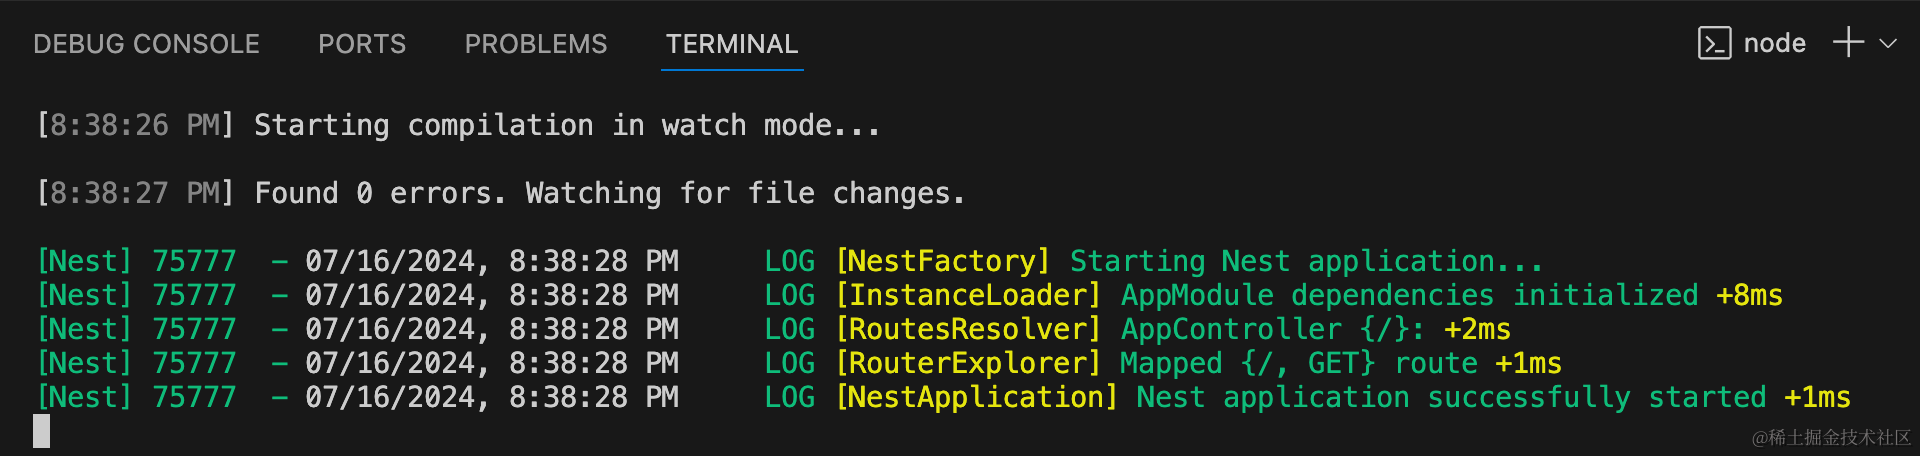 DEBUG CONSOLE PORTS PROBLEMS TERMINAL node
[8:38:26 PM] Starting compilation in watch mode...
[8:38:27 PM] Found 0 errors. Watching for file changes.
[Nest] 75777  - 07/16/2024, 8:38:28 PM     LOG [NestFactory] Starting Nest application...
[Nest] 75777  - 07/16/2024, 8:38:28 PM     LOG [InstanceLoader] AppModule dependencies initialized +8ms
[Nest] 75777  - 07/16/2024, 8:38:28 PM     LOG [RoutesResolver] AppController {/}: +2ms
[Nest] 75777  - 07/16/2024, 8:38:28 PM     LOG [RouterExplorer] Mapped {/, GET} route +1ms
[Nest] 75777  - 07/16/2024, 8:38:28 PM     LOG [NestApplication] Nest application successfully started +1ms
@稀土掘金技术社区